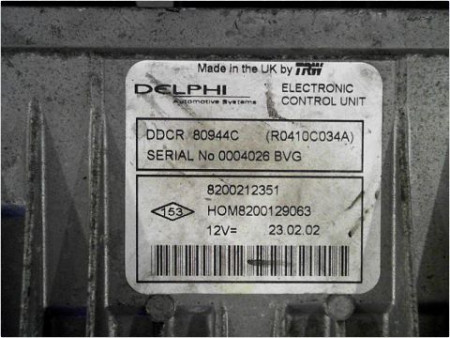 Made in the UK by TRW
DELPHI
Automotive Systems
ELECTRONIC
CONTROL UNIT
DDCR 80944C (R0410C034A)
SERIAL No 0004026 BVG
8200212351
153 HOM8200129063
12V= 23.02.02